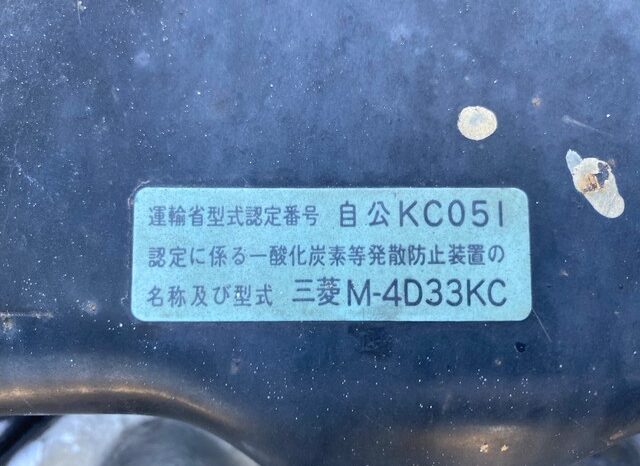 運輸省型式認定番号 自公KC051
認定に係る一酸化炭素等発散防止装置の
名称及び型式 三菱M-4D33KC